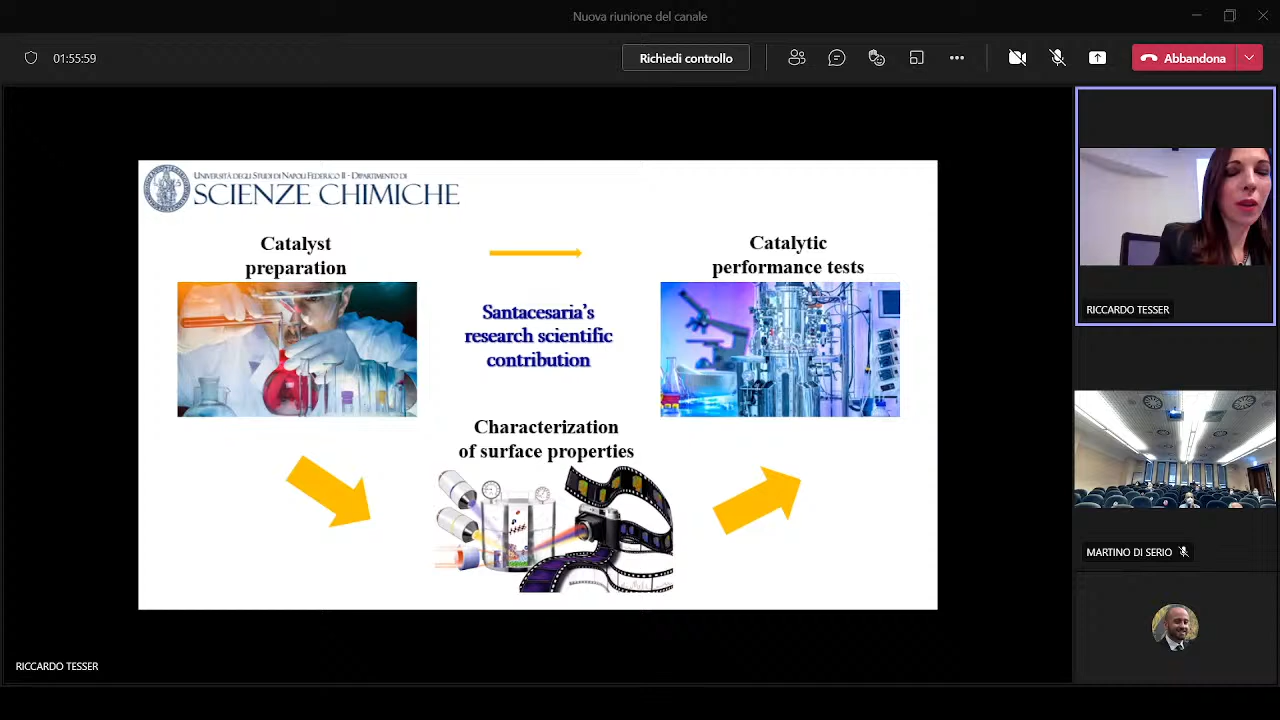 Nuova riunione del canale
01:55:59
Richiedi controllo
Abbandona
UNIVERSITÀ DEGLI STUDI DI NAPOLI FEDERICO II - DIPARTIMENTO DI
SCIENZE CHIMICHE
Catalyst
preparation
Catalytic
performance tests
Santacesaria's
research scientific
contribution
Characterization
of surface properties
RICCARDO TESSER
RICCARDO TESSER
MARTINO DI SERIO